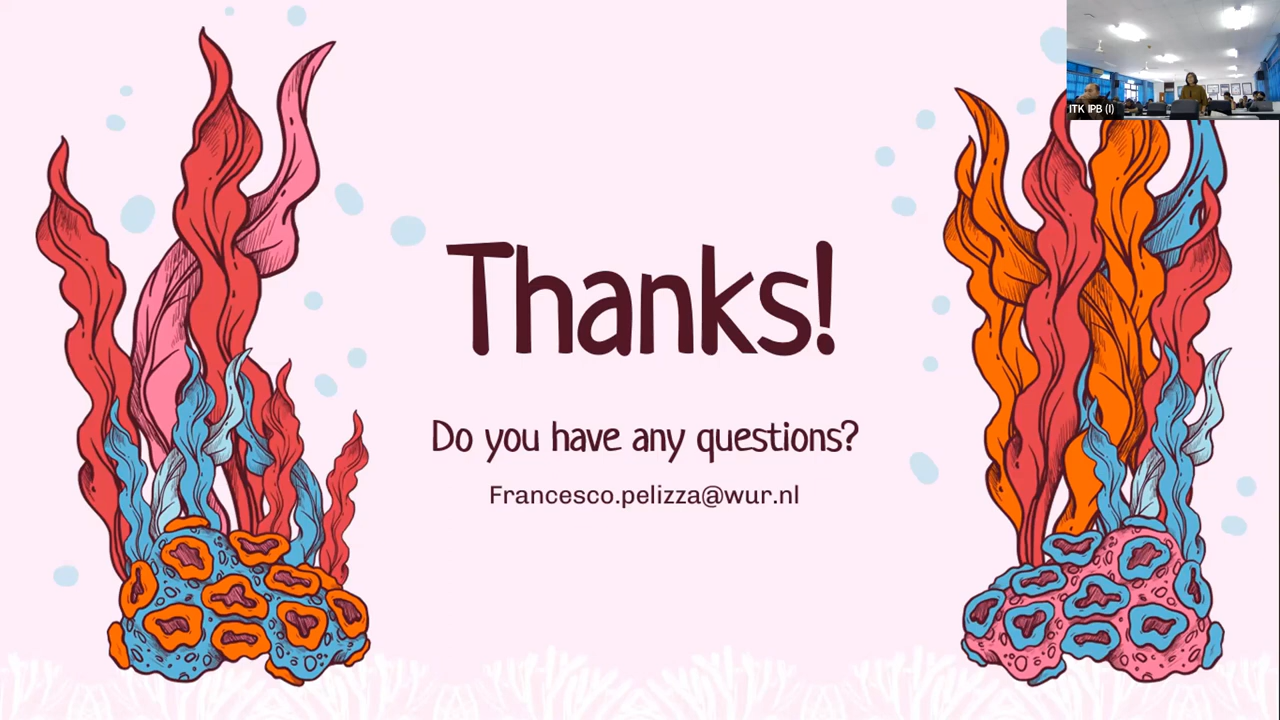 ITK IPB (I)
Thanks!
Do you have any questions?
Francesco.pelizza@wur.nl